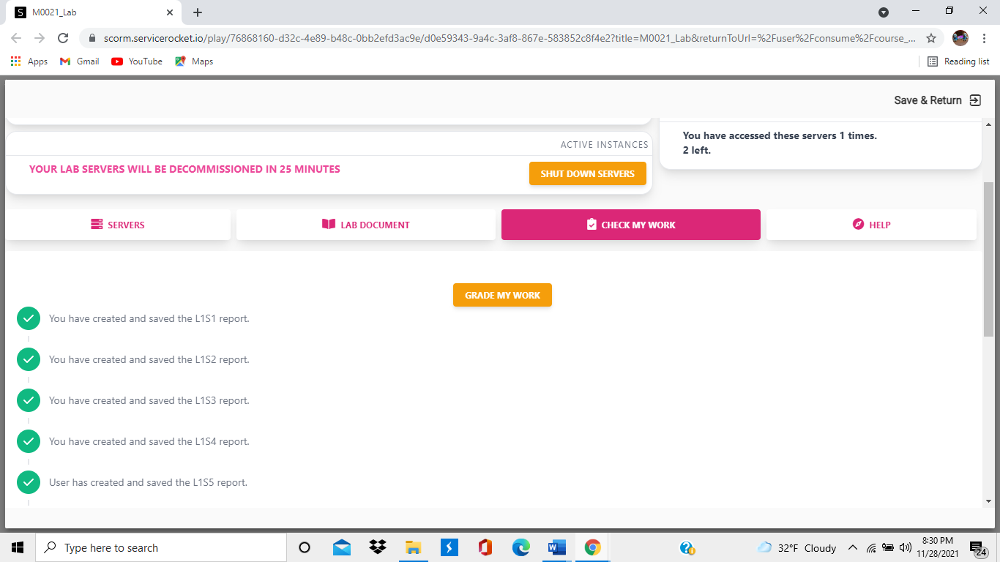 S M0021_Lab
scorm.servicerocket.io/play/76868160-d32c-4e89-b48c-0bb2efd3ac9e/d0e59343-9a4c-3af8-867e-583852c8f4e2?title=M0021_Lab&returnToUrl=%2Fuser%2Fconsume%2Fcourse_...
Apps Gmail YouTube Maps Reading list
Save & Return
You have accessed these servers 1 times.
2 left.
ACTIVE INSTANCES
YOUR LAB SERVERS WILL BE DECOMMISSIONED IN 25 MINUTES
SHUT DOWN SERVERS
SERVERS LAB DOCUMENT CHECK MY WORK HELP
GRADE MY WORK
You have created and saved the L1S1 report.
You have created and saved the L1S2 report.
You have created and saved the L1S3 report.
You have created and saved the L1S4 report.
User has created and saved the L1S5 report.
Type here to search
32°F Cloudy
8:30 PM
11/28/2021
24